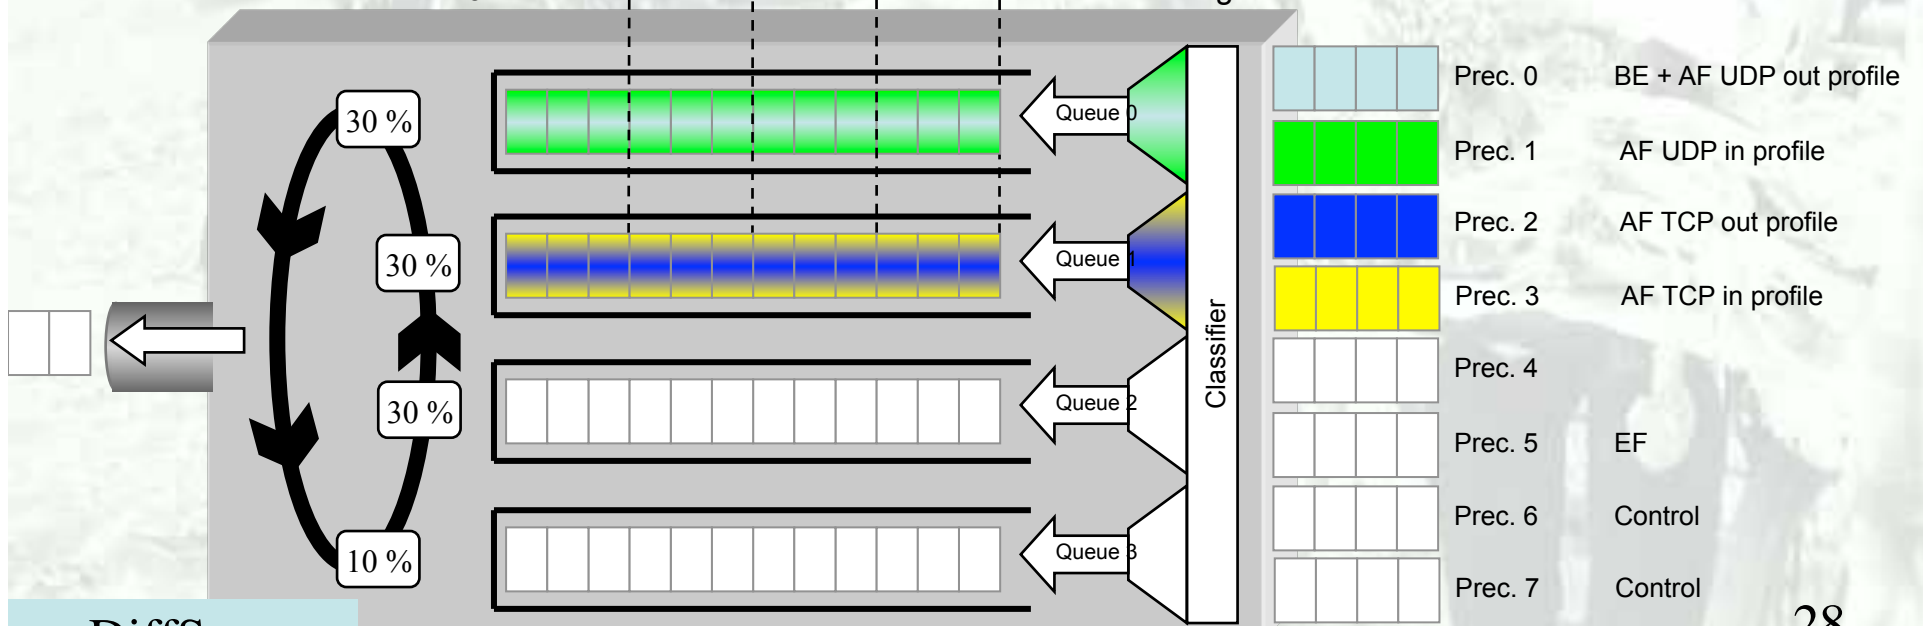 Prec. 0 BE + AF UDP out profile
30 %
Queue 0
Prec. 1 AF UDP in profile
Prec. 2 AF TCP out profile
30 %
Queue 1
Prec. 3 AF TCP in profile
Classifier
Prec. 4
30 %
Queue 2
Prec. 5 EF
Prec. 6 Control
10 %
Queue 3
Prec. 7 Control
28